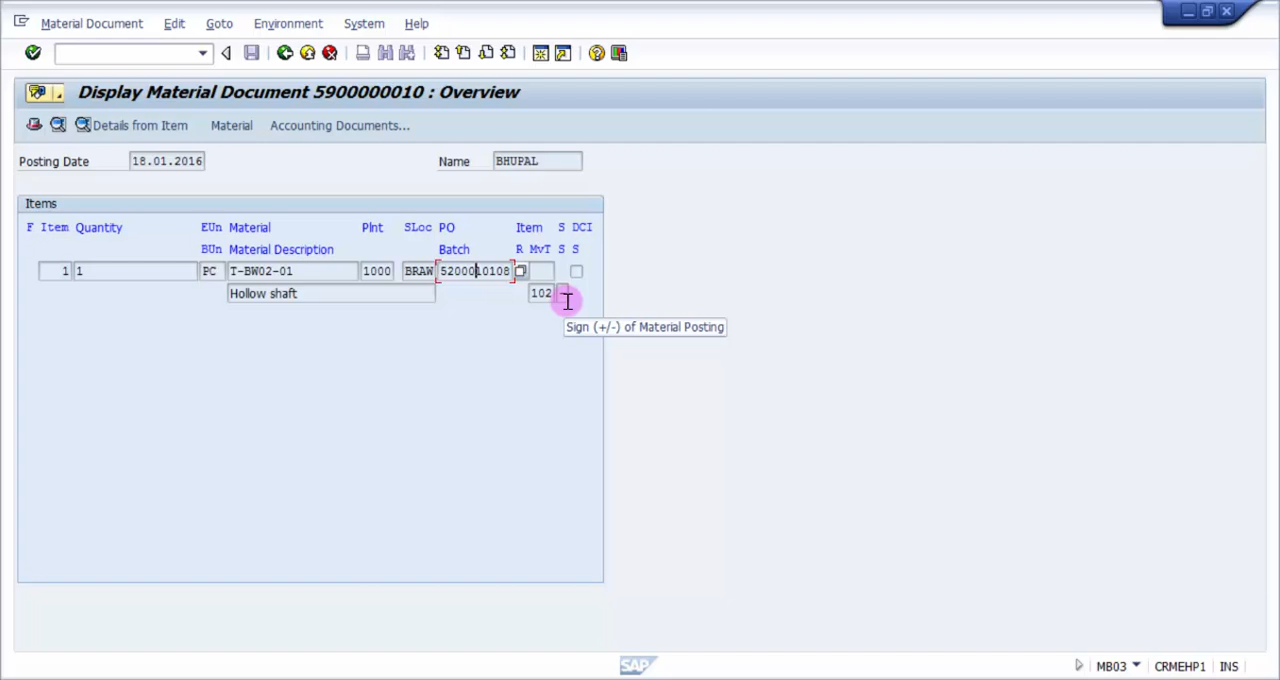 Material Document Edit Goto Environment System Help
Display Material Document 5900000010 : Overview
Details from Item Material Accounting Documents...
Posting Date 18.01.2016 Name BHUPAL
Items
F Item Quantity EUn Material Plnt SLoc PO Item S DCI
BUn Material Description Batch R MvT S S
1 1 PC T-BW02-01 1000 BRAW 5200010108
Hollow shaft 102
Sign (+/-) of Material Posting
SAP MB03 CRMEHP1 INS